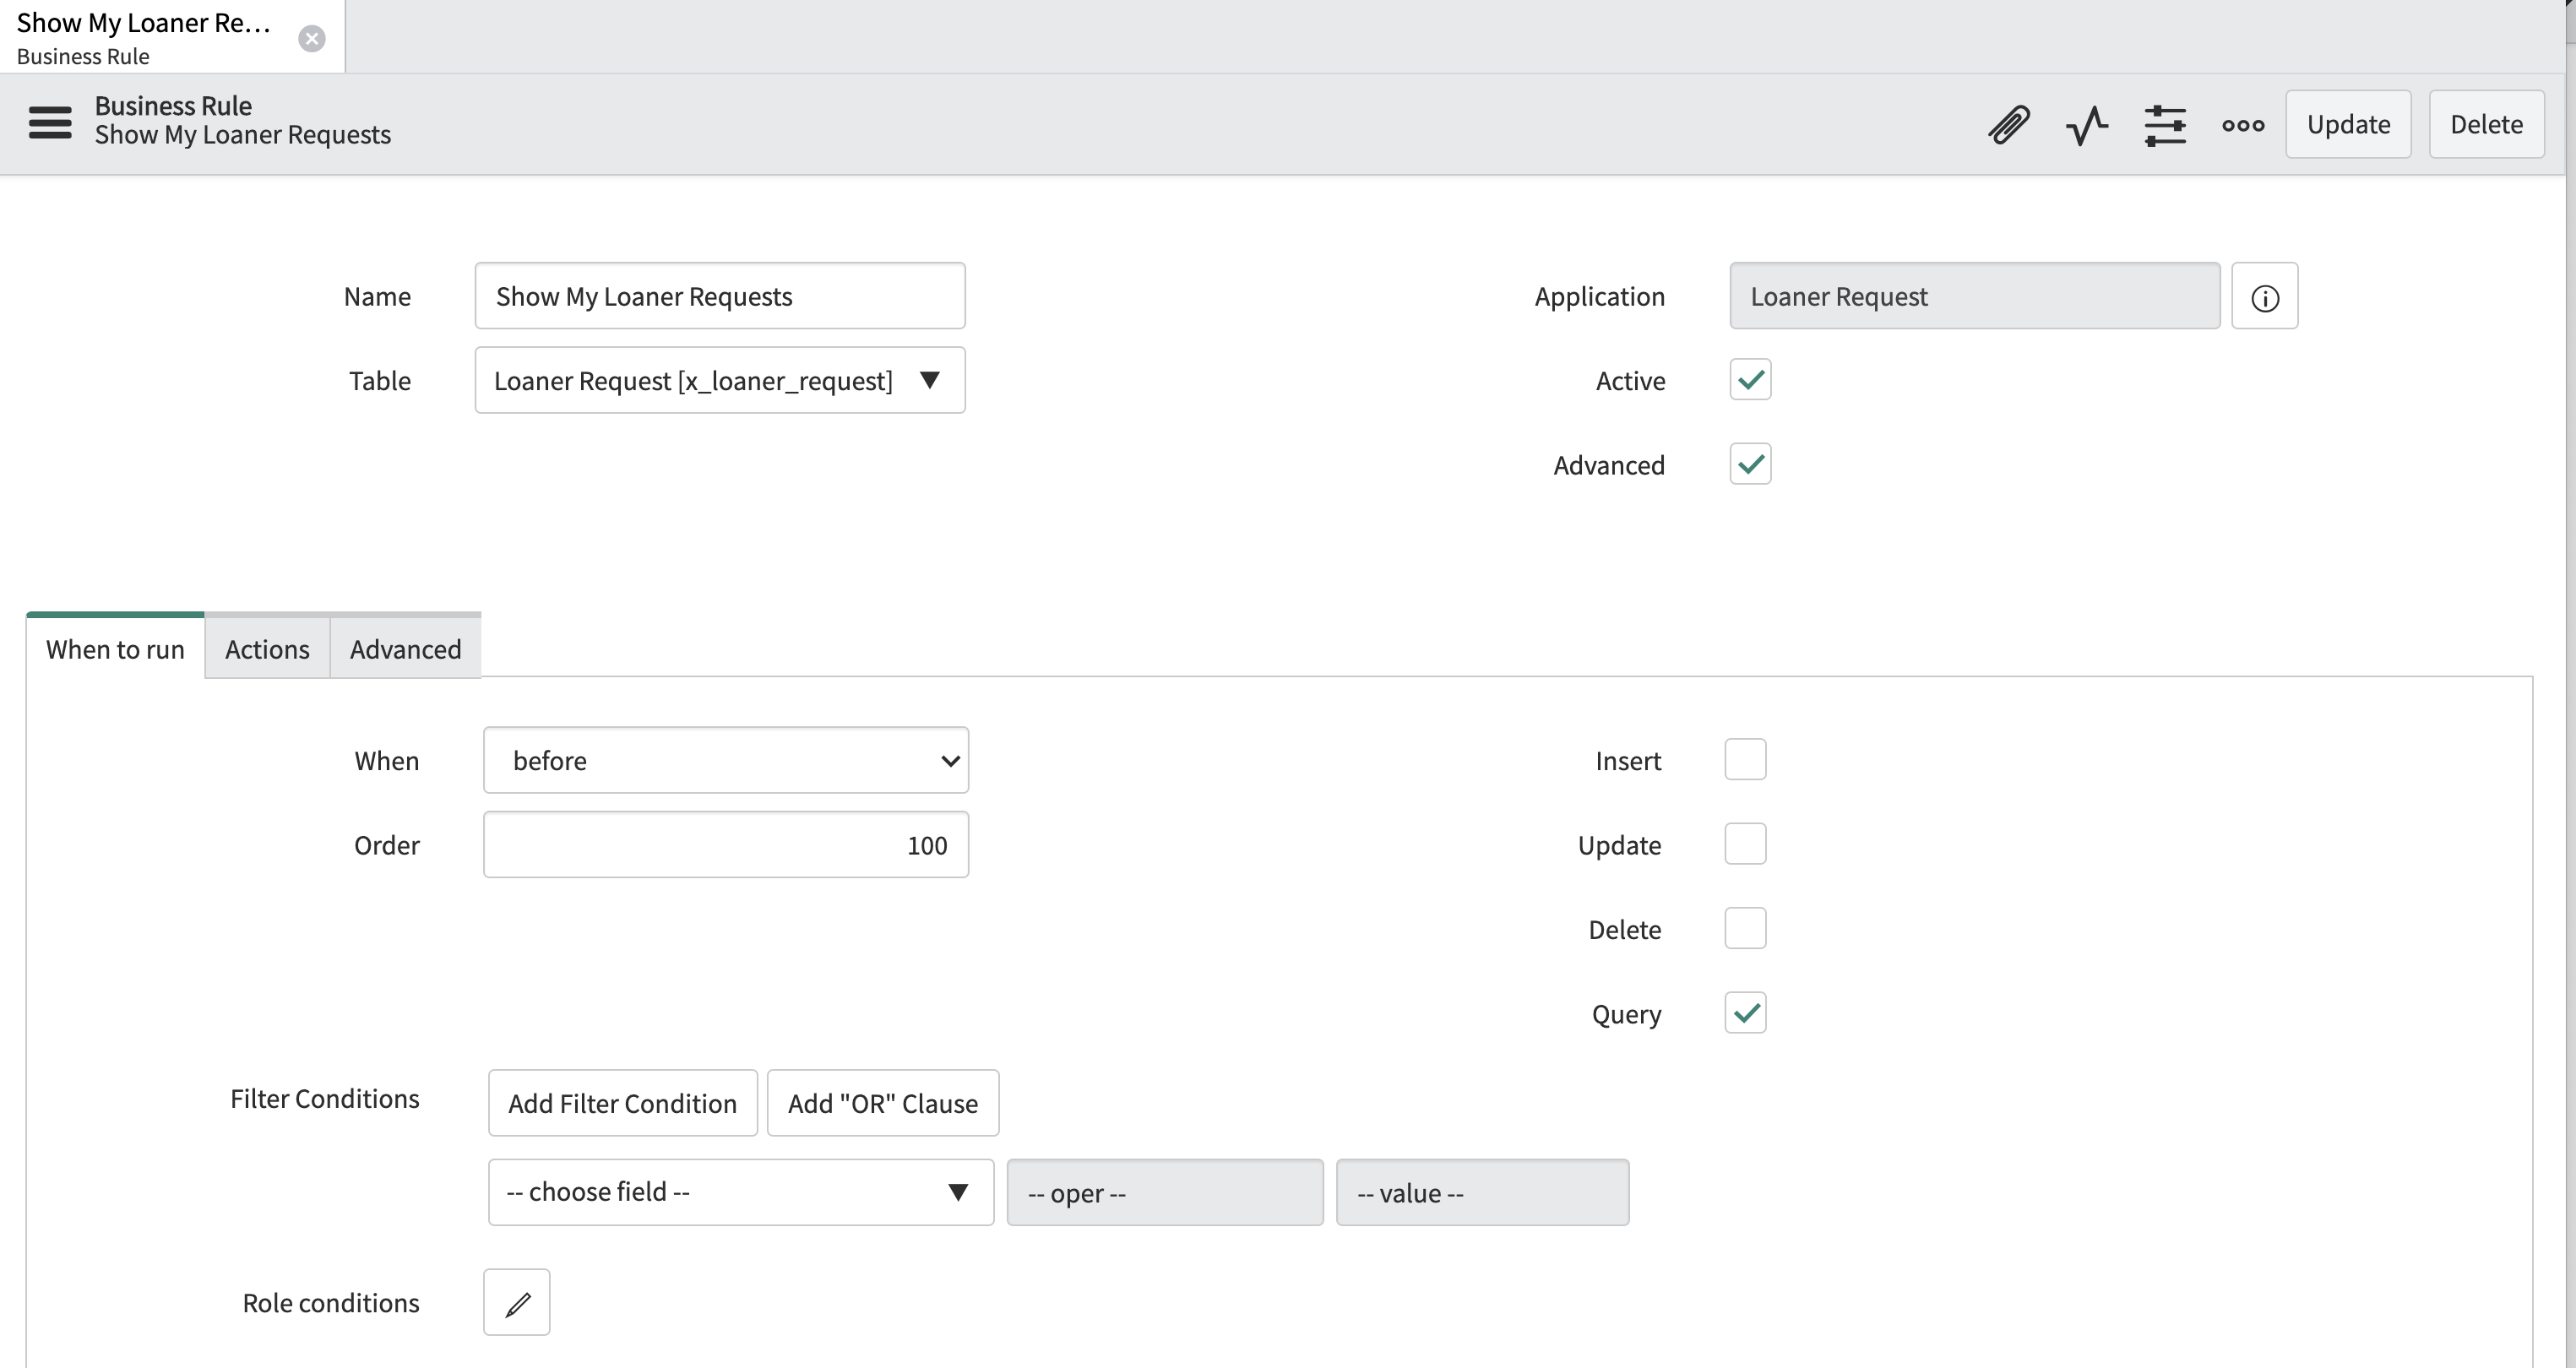 Show My Loaner Re...
Business Rule
Business Rule
Show My Loaner Requests
Update
Delete
Name
Show My Loaner Requests
Application
Loaner Request
Table
Loaner Request [x_loaner_request]
Active
Advanced
When to run
Actions
Advanced
When
before
Insert
Order
100
Update
Delete
Query
Filter Conditions
Add Filter Condition
Add "OR" Clause
-- choose field --
-- oper --
-- value --
Role conditions